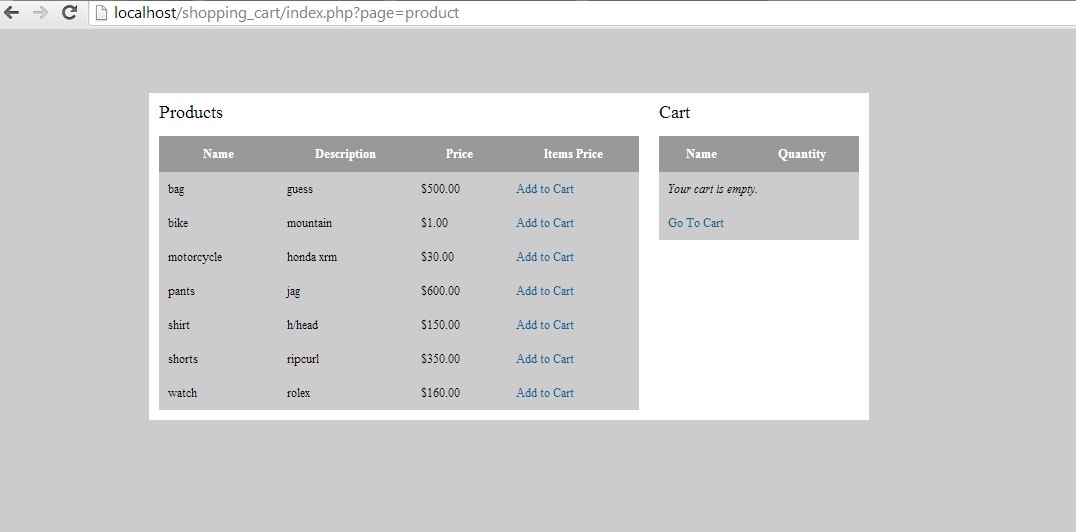 localhost/shopping_cart/index.php?page=product
Products
Name Description Price Items Price
bag guess $500.00 Add to Cart
bike mountain $1.00 Add to Cart
motorcycle honda xrm $30.00 Add to Cart
pants jag $600.00 Add to Cart
shirt h/head $150.00 Add to Cart
shorts ripcurl $350.00 Add to Cart
watch rolex $160.00 Add to Cart
Cart
Name Quantity
Your cart is empty.
Go To Cart